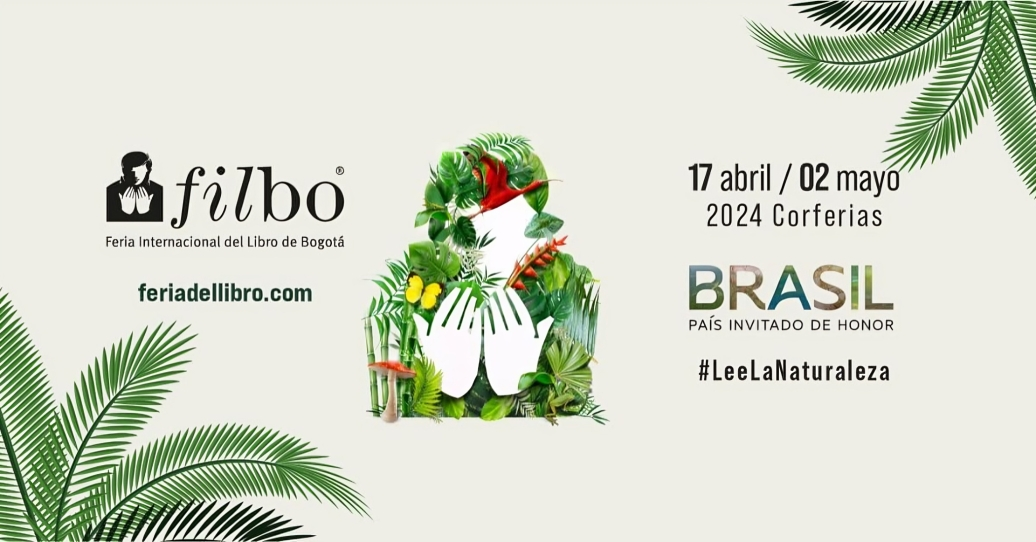 filbo®
Feria Internacional del Libro de Bogotá
feriadellibro.com
17 abril / 02 mayo
2024 Corferias
BRASIL
PAÍS INVITADO DE HONOR
#LeeLaNaturaleza